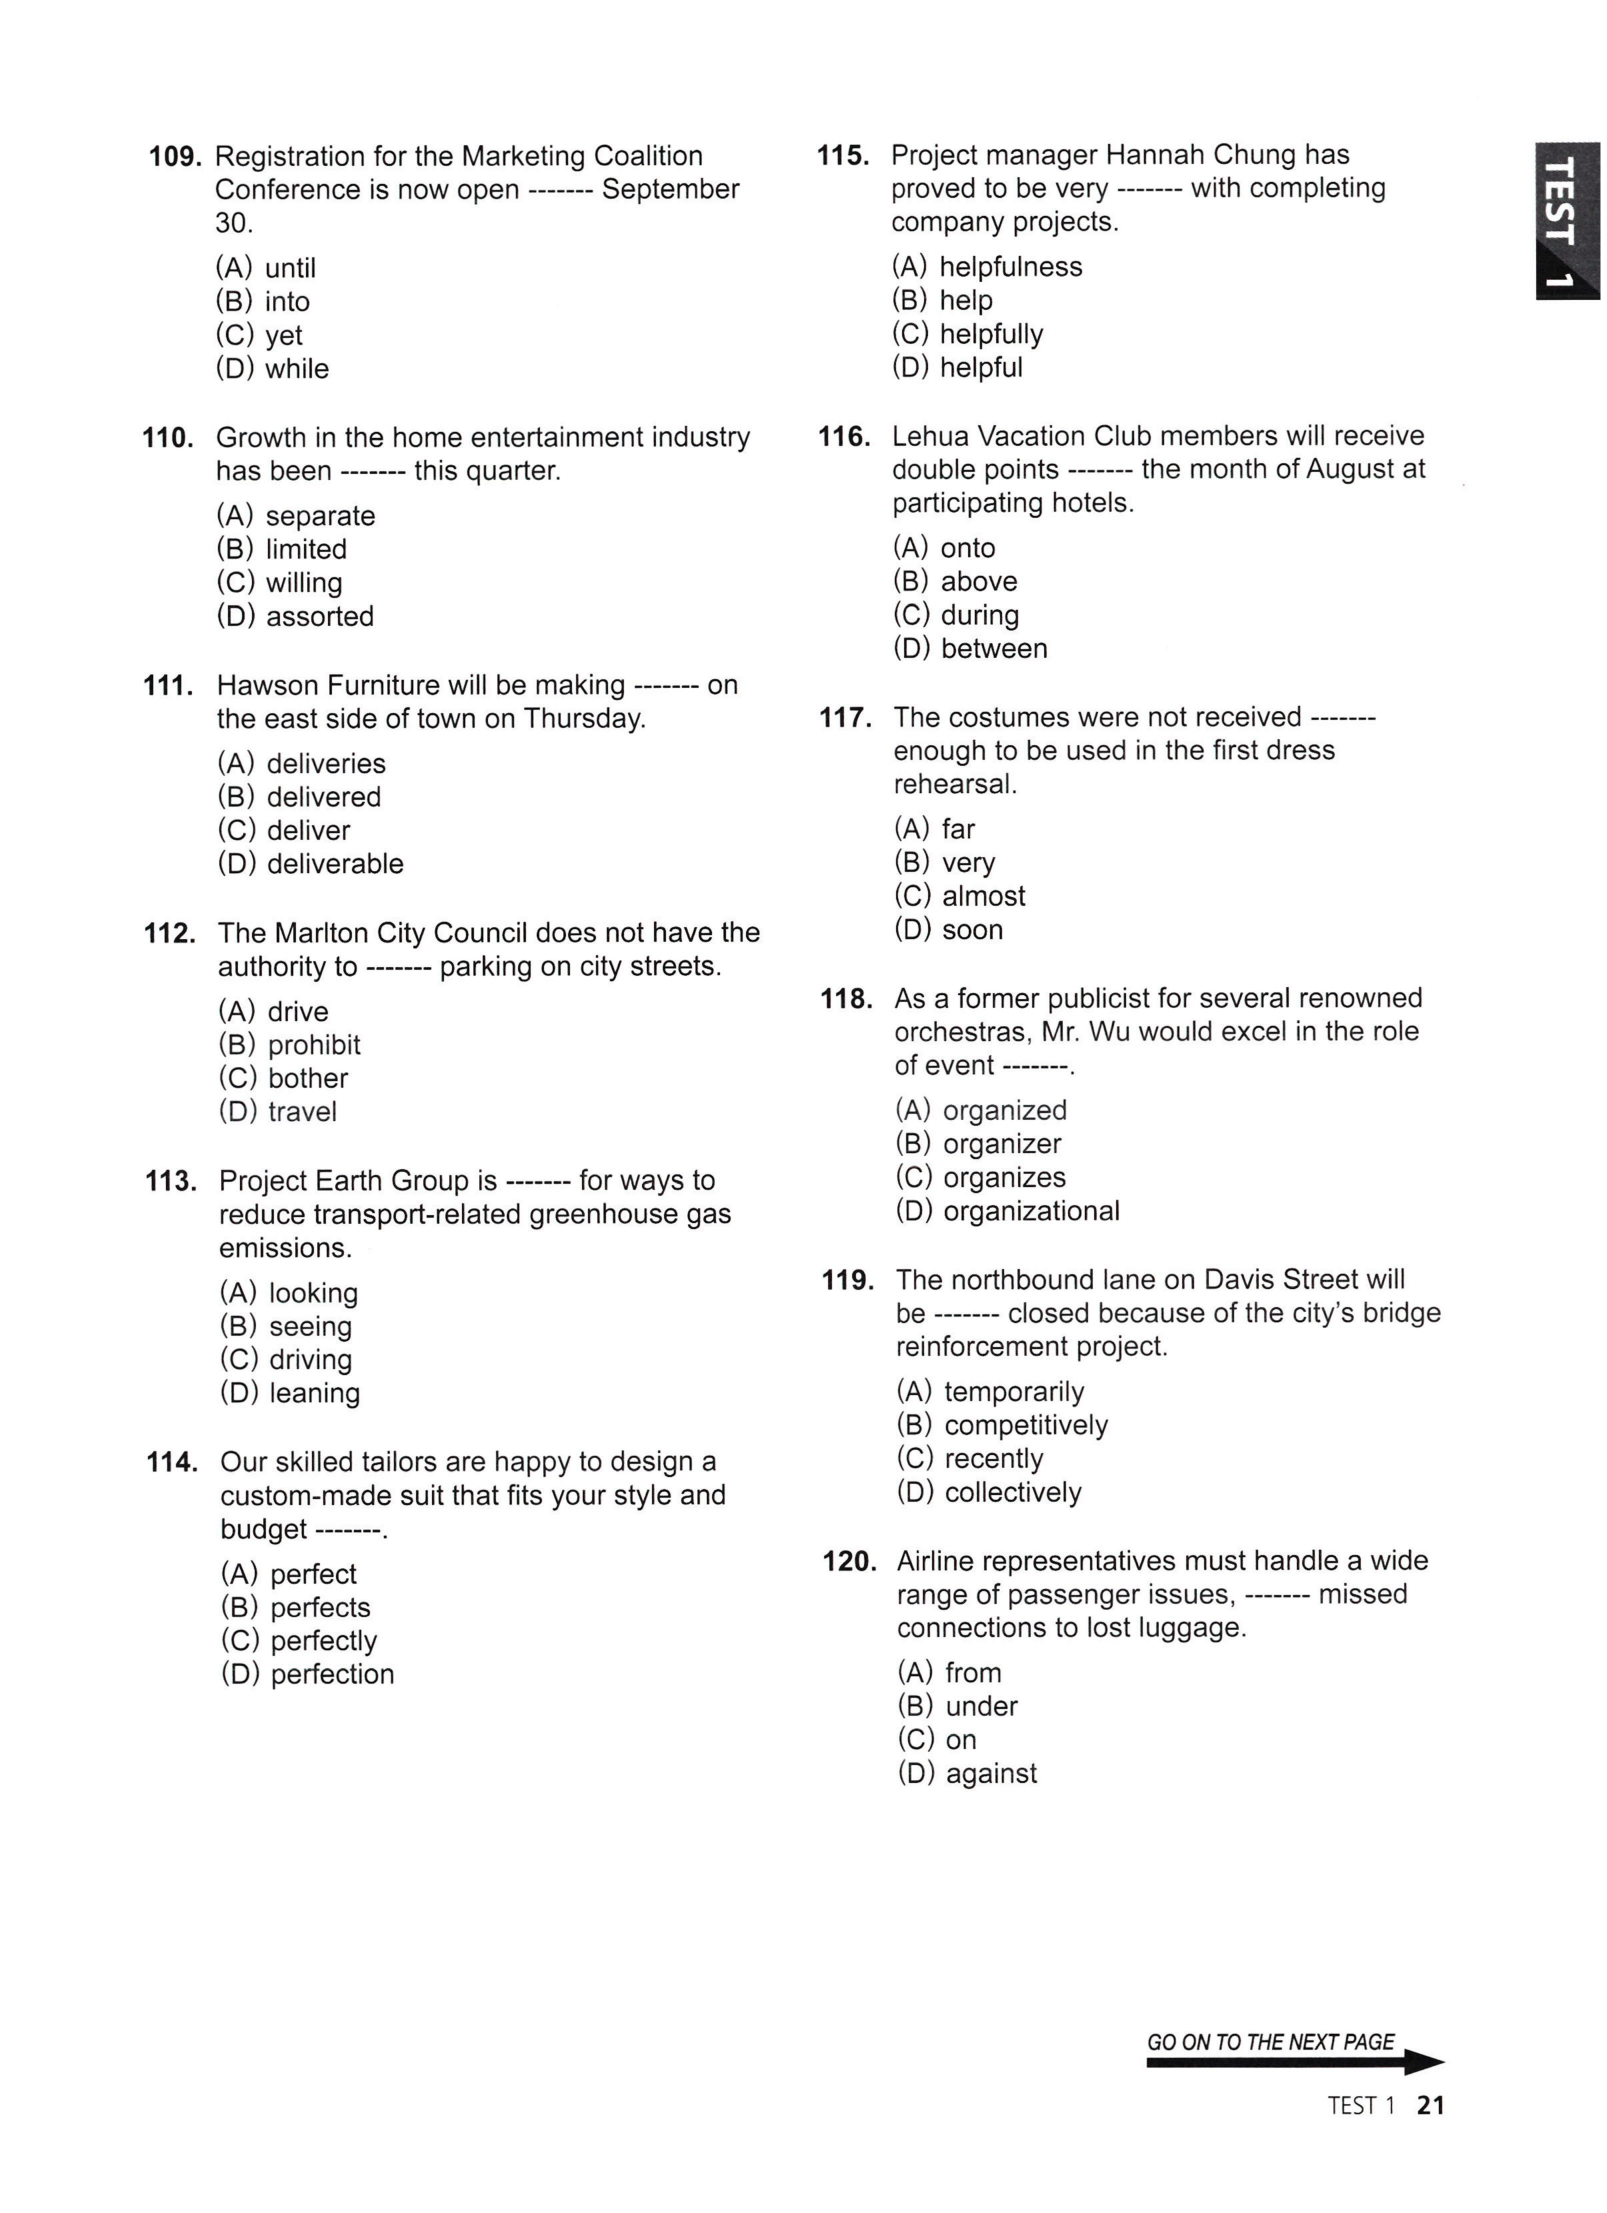 109. Registration for the Marketing Coalition
Conference is now open ------- September
30.
(A) until
(B) into
(C) yet
(D) while
110. Growth in the home entertainment industry
has been ------- this quarter.
(A) separate
(B) limited
(C) willing
(D) assorted
111. Hawson Furniture will be making ------- on
the east side of town on Thursday.
(A) deliveries
(B) delivered
(C) deliver
(D) deliverable
112. The Marlton City Council does not have the
authority to ------- parking on city streets.
(A) drive
(B) prohibit
(C) bother
(D) travel
113. Project Earth Group is ------- for ways to
reduce transport-related greenhouse gas
emissions.
(A) looking
(B) seeing
(C) driving
(D) leaning
114. Our skilled tailors are happy to design a
custom-made suit that fits your style and
budget -------.
(A) perfect
(B) perfects
(C) perfectly
(D) perfection
115. Project manager Hannah Chung has
proved to be very ------- with completing
company projects.
(A) helpfulness
(B) help
(C) helpfully
(D) helpful
116. Lehua Vacation Club members will receive
double points ------- the month of August at
participating hotels.
(A) onto
(B) above
(C) during
(D) between
117. The costumes were not received -------
enough to be used in the first dress
rehearsal.
(A) far
(B) very
(C) almost
(D) soon
118. As a former publicist for several renowned
orchestras, Mr. Wu would excel in the role
of event -------.
(A) organized
(B) organizer
(C) organizes
(D) organizational
119. The northbound lane on Davis Street will
be ------- closed because of the city's bridge
reinforcement project.
(A) temporarily
(B) competitively
(C) recently
(D) collectively
120. Airline representatives must handle a wide
range of passenger issues, ------- missed
connections to lost luggage.
(A) from
(B) under
(C) on
(D) against
TEST 1
GO ON TO THE NEXT PAGE
TEST 1 21